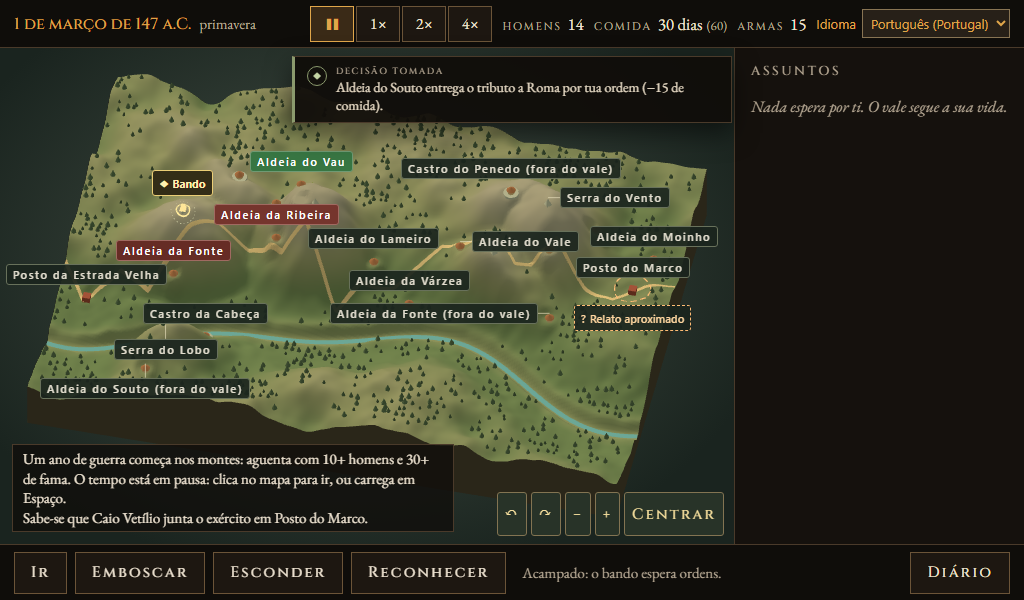 1 DE MARÇO DE 147 A.C. primavera
1× 2× 4×
HOMENS 14 COMIDA 30 dias (60) ARMAS 15
Idioma Português (Portugal)
DECISÃO TOMADA
Aldeia do Souto entrega o tributo a Roma por tua ordem (−15 de
comida).
ASSUNTOS
Nada espera por ti. O vale segue a sua vida.
Aldeia do Vau
Castro do Penedo (fora do vale)
◆ Bando
Serra do Vento
Aldeia da Ribeira
Aldeia do Lameiro
Aldeia do Vale
Aldeia do Moinho
Aldeia da Fonte
Posto da Estrada Velha
Posto do Marco
Aldeia da Várzea
Castro da Cabeça
Aldeia da Fonte (fora do vale)
? Relato aproximado
Serra do Lobo
Aldeia do Souto (fora do vale)
Um ano de guerra começa nos montes: aguenta com 10+ homens e 30+
de fama. O tempo está em pausa: clica no mapa para ir, ou carrega em
Espaço.
Sabe-se que Caio Vetílio junta o exército em Posto do Marco.
↶ ↷ − + CENTRAR
IR EMBOSCAR ESCONDER RECONHECER
Acampado: o bando espera ordens.
DIÁRIO